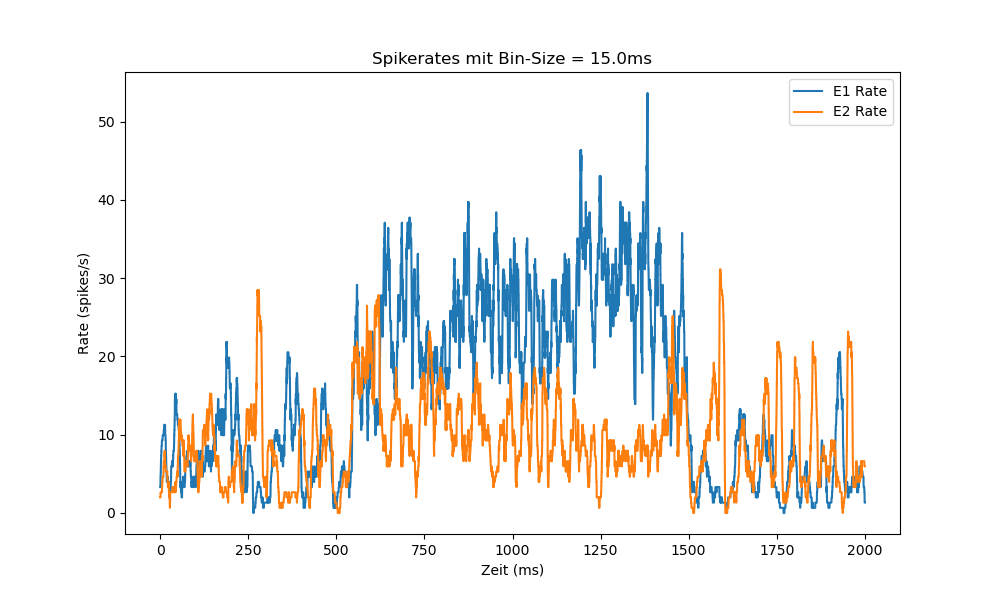 Spikerates mit Bin-Size = 15.0ms
E1 Rate
E2 Rate
Rate (spikes/s)
50
40
30
20
10
0
0 250 500 750 1000 1250 1500 1750 2000
Zeit (ms)